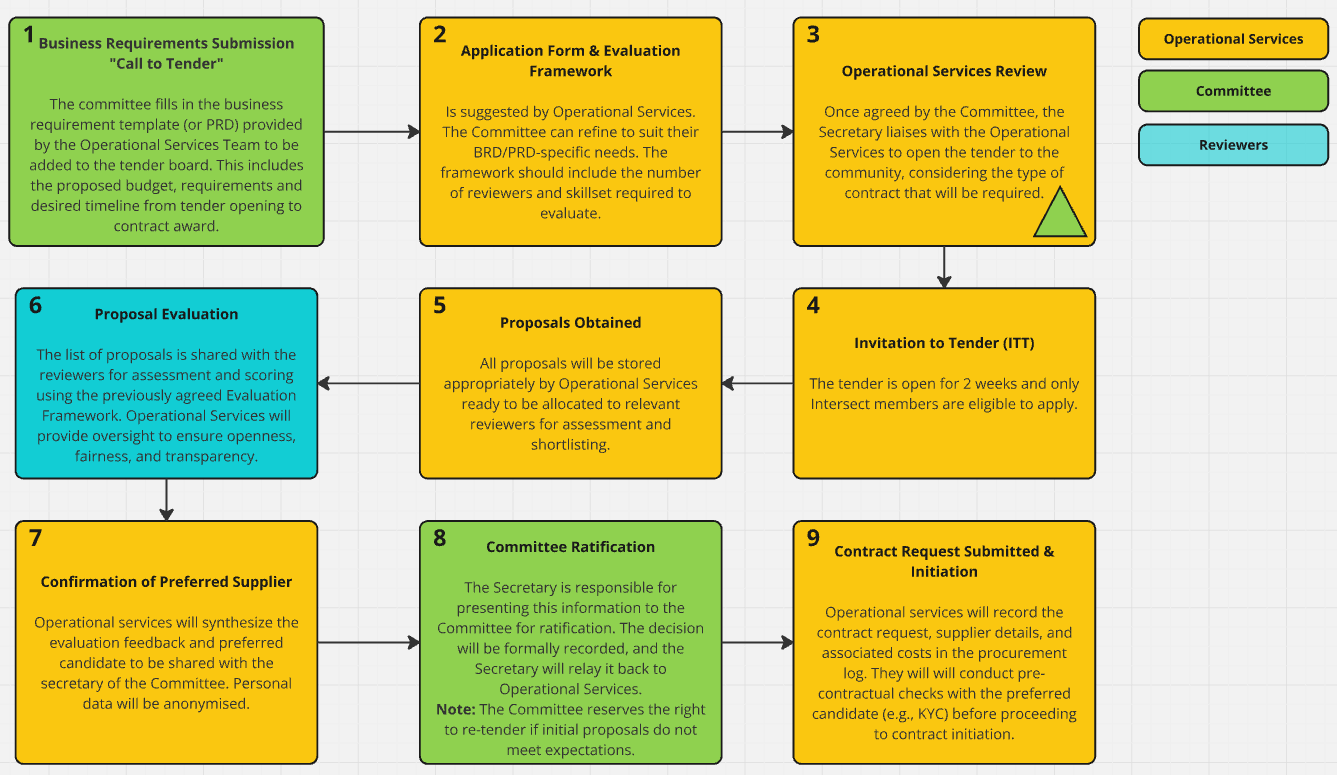 1
Business Requirements Submission
"Call to Tender"
The committee fills in the business
requirement template (or PRD) provided
by the Operational Services Team to be
added to the tender board. This includes
the proposed budget, requirements and
desired timeline from tender opening to
contract award.
2
Application Form & Evaluation
Framework
Is suggested by Operational Services.
The Committee can refine to suit their
BRD/PRD-specific needs. The
framework should include the number
of reviewers and skillset required to
evaluate.
3
Operational Services Review
Once agreed by the Committee, the
Secretary liaises with the Operational
Services to open the tender to the
community, considering the type of
contract that will be required.
Operational Services
Committee
Reviewers
4
Invitation to Tender (ITT)
The tender is open for 2 weeks and only
Intersect members are eligible to apply.
5
Proposals Obtained
All proposals will be stored
appropriately by Operational Services
ready to be allocated to relevant
reviewers for assessment and
shortlisting.
6
Proposal Evaluation
The list of proposals is shared with the
reviewers for assessment and scoring
using the previously agreed Evaluation
Framework. Operational Services will
provide oversight to ensure openness,
fairness, and transparency.
7
Confirmation of Preferred Supplier
Operational services will synthesize the
evaluation feedback and preferred
candidate to be shared with the
secretary of the Committee. Personal
data will be anonymised.
8
Committee Ratification
The Secretary is responsible for
presenting this information to the
Committee for ratification. The decision
will be formally recorded, and the
Secretary will relay it back to
Operational Services.
Note: The Committee reserves the right
to re-tender if initial proposals do not
meet expectations.
9
Contract Request Submitted &
Initiation
Operational services will record the
contract request, supplier details, and
associated costs in the procurement
log. They will will conduct pre-
contractual checks with the preferred
candidate (e.g., KYC) before proceeding
to contract initiation.